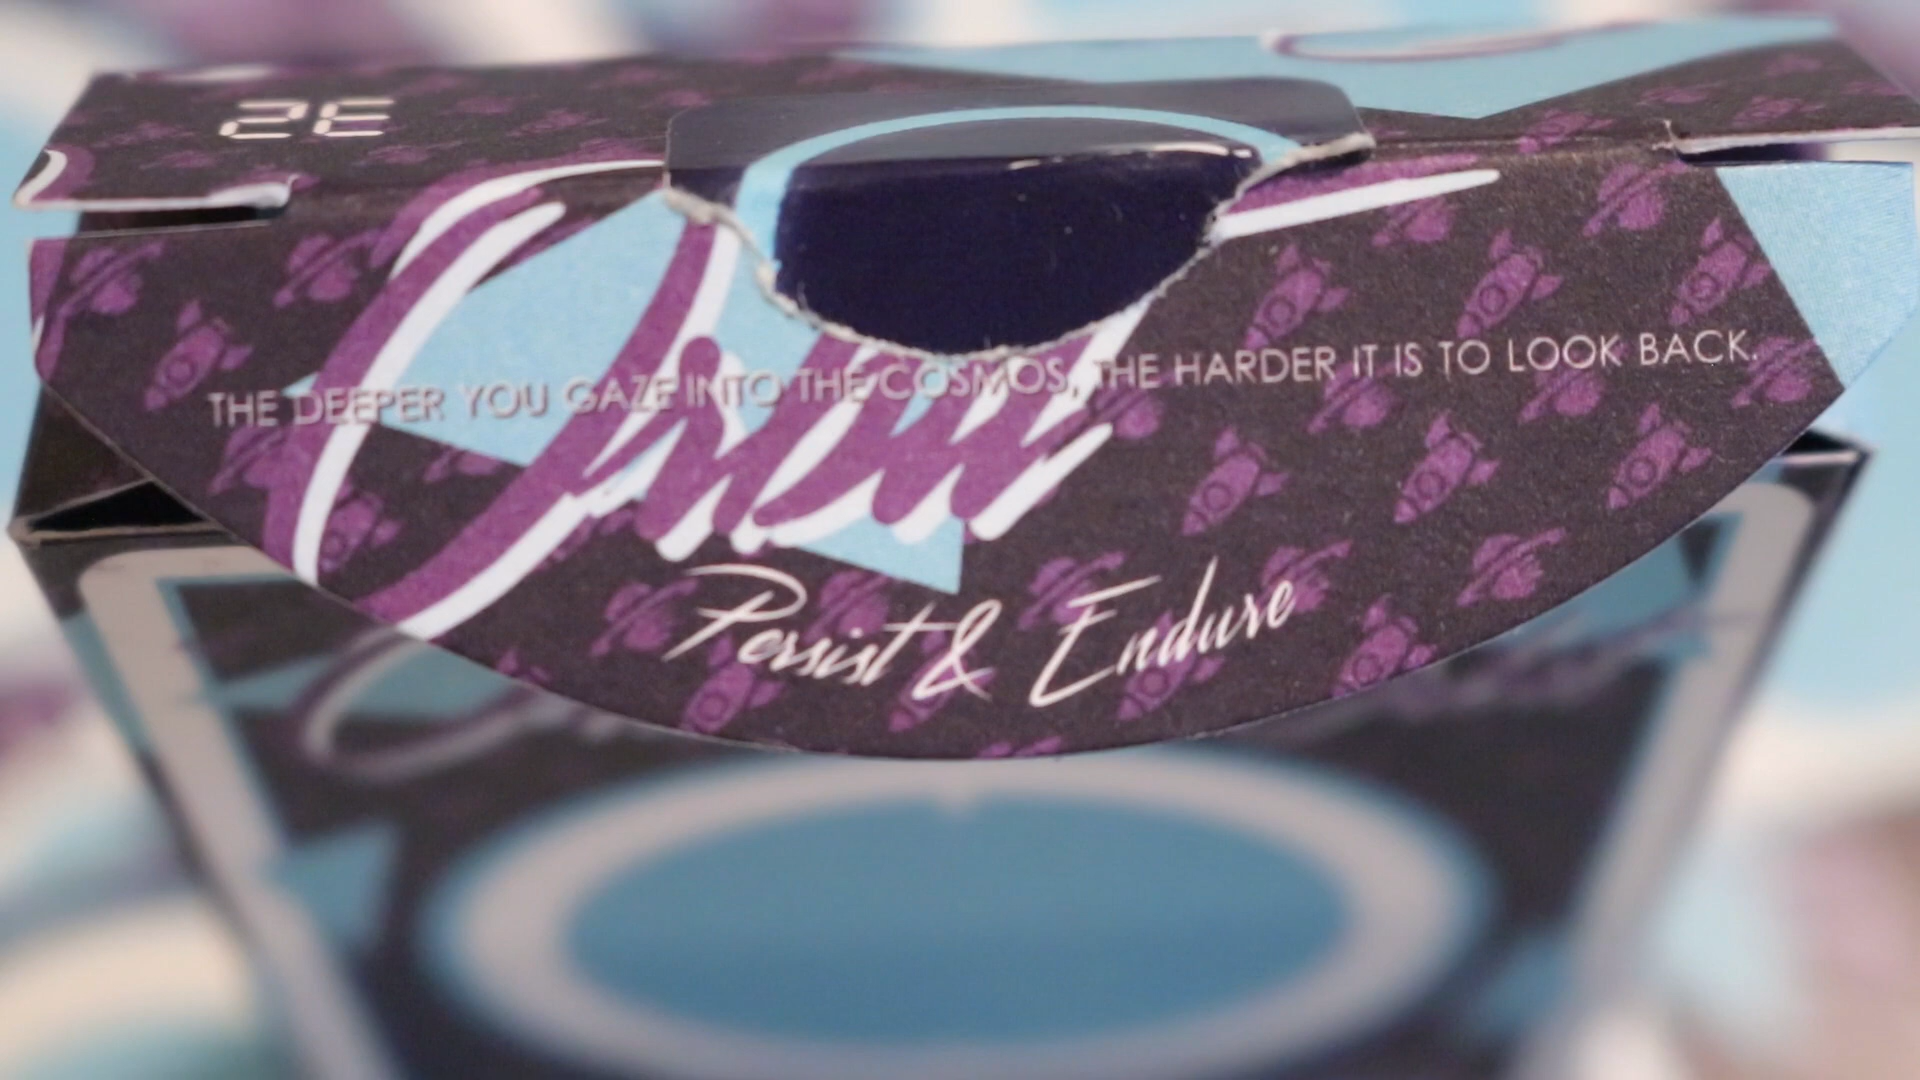 2E
THE DEEPER YOU GAZE INTO THE COSMOS, THE HARDER IT IS TO LOOK BACK.
Persist & Endure